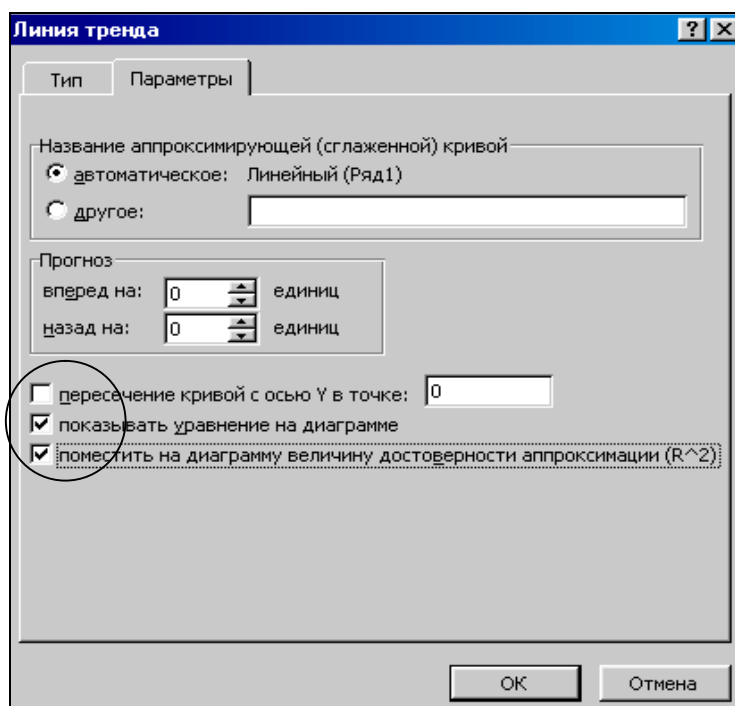 Линия тренда
Тип Параметры
Название аппроксимирующей (сглаженной) кривой
автоматическое: Линейный (Ряд1)
другое:
Прогноз
вперед на: 0 единиц
назад на: 0 единиц
пересечение кривой с осью Y в точке: 0
показывать уравнение на диаграмме
поместить на диаграмму величину достоверности аппроксимации (R^2)
ОК Отмена